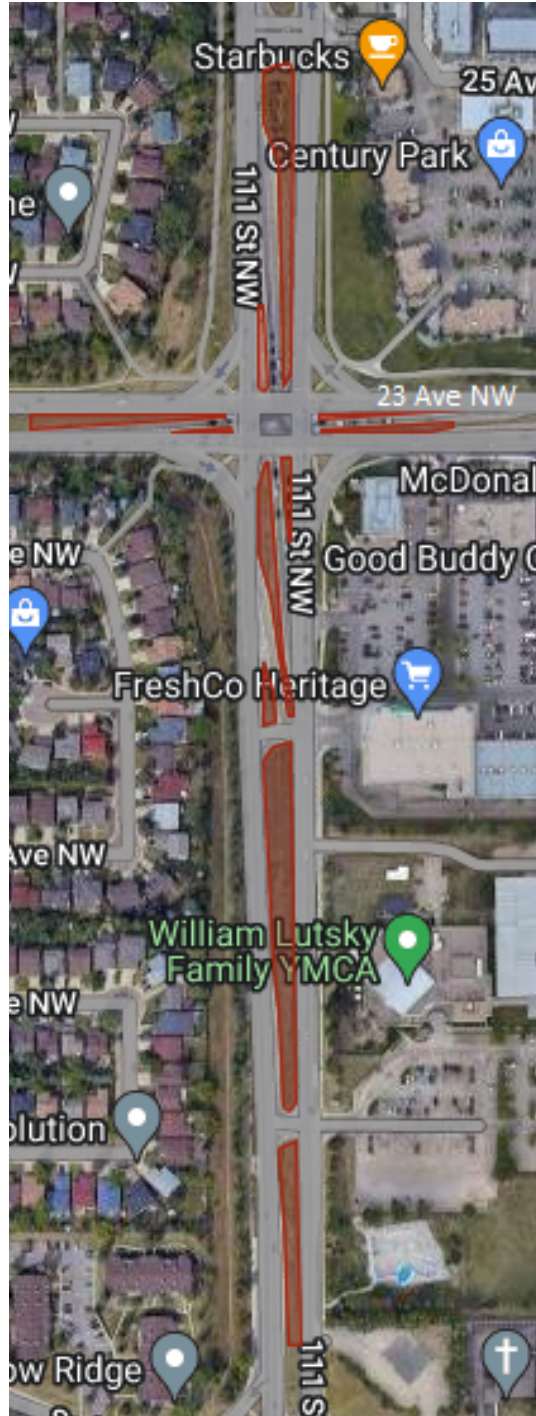 Starbucks
25 Av
Century Park
111 St NW
ne
23 Ave NW
McDonal
111 St NW
e NW
Good Buddy C
FreshCo Heritage
Ave NW
William Lutsky
Family YMCA
e NW
olution
ow Ridge
111 S